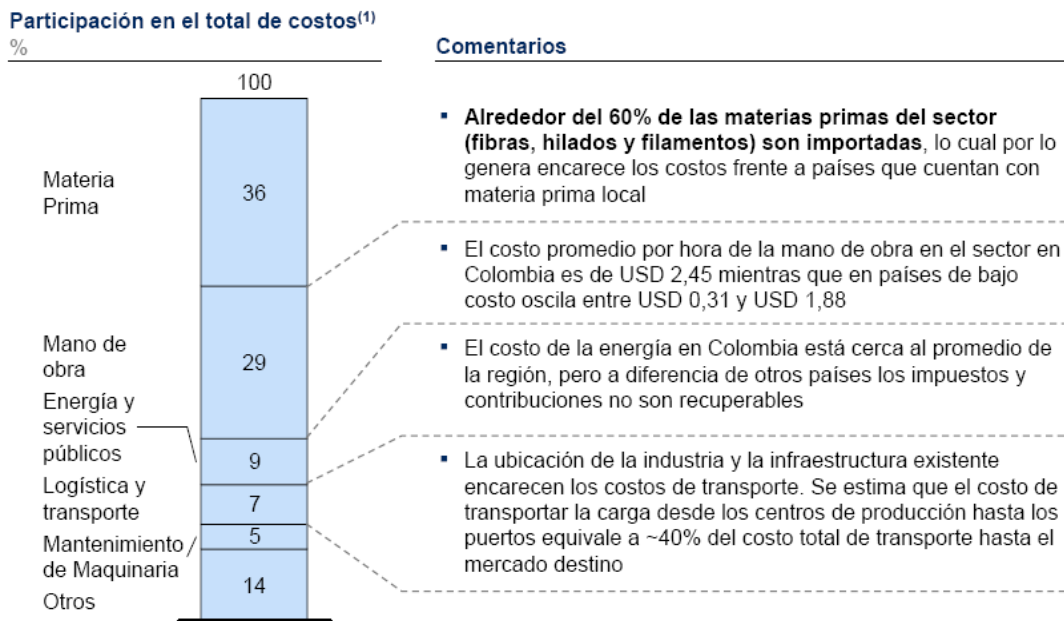 Participación en el total de costos(1)
%
100
Materia
Prima
36
Mano de
obra
29
Energía y
servicios
públicos
9
Logística y
transporte
7
Mantenimiento
de Maquinaria
5
Otros
14
Comentarios
▪ Alrededor del 60% de las materias primas del sector
(fibras, hilados y filamentos) son importadas, lo cual por lo
genera encarece los costos frente a países que cuentan con
materia prima local
▪ El costo promedio por hora de la mano de obra en el sector en
Colombia es de USD 2,45 mientras que en países de bajo
costo oscila entre USD 0,31 y USD 1,88
▪ El costo de la energía en Colombia está cerca al promedio de
la región, pero a diferencia de otros países los impuestos y
contribuciones no son recuperables
▪ La ubicación de la industria y la infraestructura existente
encarecen los costos de transporte. Se estima que el costo de
transportar la carga desde los centros de producción hasta los
puertos equivale a ~40% del costo total de transporte hasta el
mercado destino